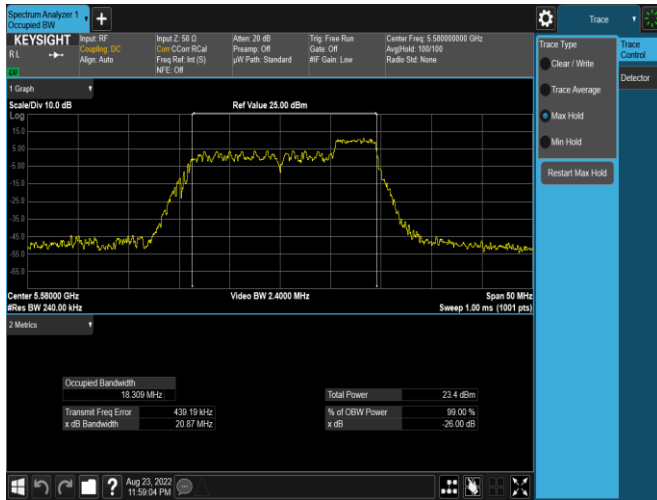 Spectrum Analyzer 1
Occupied BW
Trace
KEYSIGHT
Input: RF
Coupling: DC
Align: Auto
Input Z: 50 Ω
Corr CCorr RCal
Freq Ref: Int (S)
NFE: Off
Atten: 20 dB
Preamp: Off
µW Path: Standard
Trig: Free Run
Gate: Off
#IF Gain: Low
Center Freq: 5.580000000 GHz
Avg|Hold: 100/100
Radio Std: None
R L
LXI
Trace Type
Clear / Write
Trace Average
Max Hold
Min Hold
Restart Max Hold
Trace
Control
Detector
1 Graph
Scale/Div 10.0 dB
Ref Value 25.00 dBm
Log
15.0
5.00
-5.00
-15.0
-25.0
-35.0
-45.0
-55.0
-65.0
Center 5.58000 GHz
#Res BW 240.00 kHz
Video BW 2.4000 MHz
Span 50 MHz
Sweep 1.00 ms (1001 pts)
2 Metrics
Occupied Bandwidth
18.309 MHz
Transmit Freq Error 439.19 kHz
x dB Bandwidth 20.87 MHz
Total Power 23.4 dBm
% of OBW Power 99.00 %
x dB -26.00 dB
Aug 23, 2022
11:59:04 PM